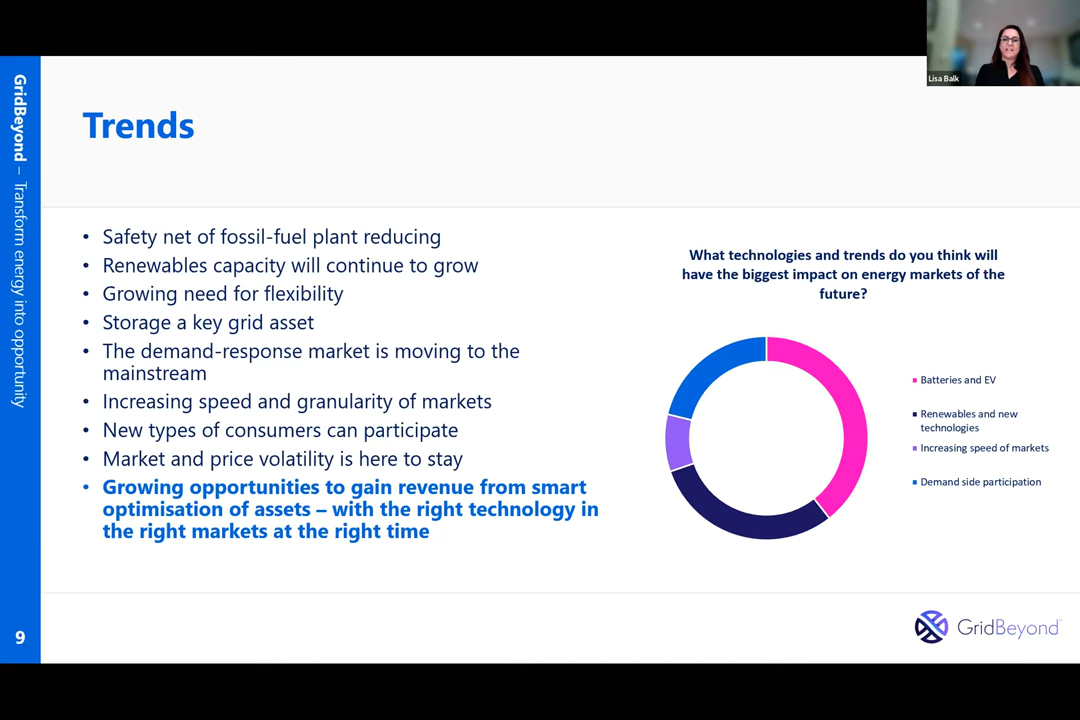 Lisa Balk
GridBeyond – Transform energy into opportunity
Trends
• Safety net of fossil-fuel plant reducing
• Renewables capacity will continue to grow
• Growing need for flexibility
• Storage a key grid asset
• The demand-response market is moving to the
mainstream
• Increasing speed and granularity of markets
• New types of consumers can participate
• Market and price volatility is here to stay
• Growing opportunities to gain revenue from smart
optimisation of assets – with the right technology in
the right markets at the right time
What technologies and trends do you think will
have the biggest impact on energy markets of the
future?
Batteries and EV
Renewables and new
technologies
Increasing speed of markets
Demand side participation
9
GridBeyond